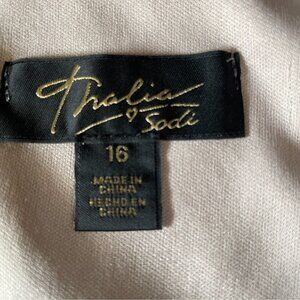 Thalia
Sodi
16
MADE IN
CHINA
HECHO EN
CHINA